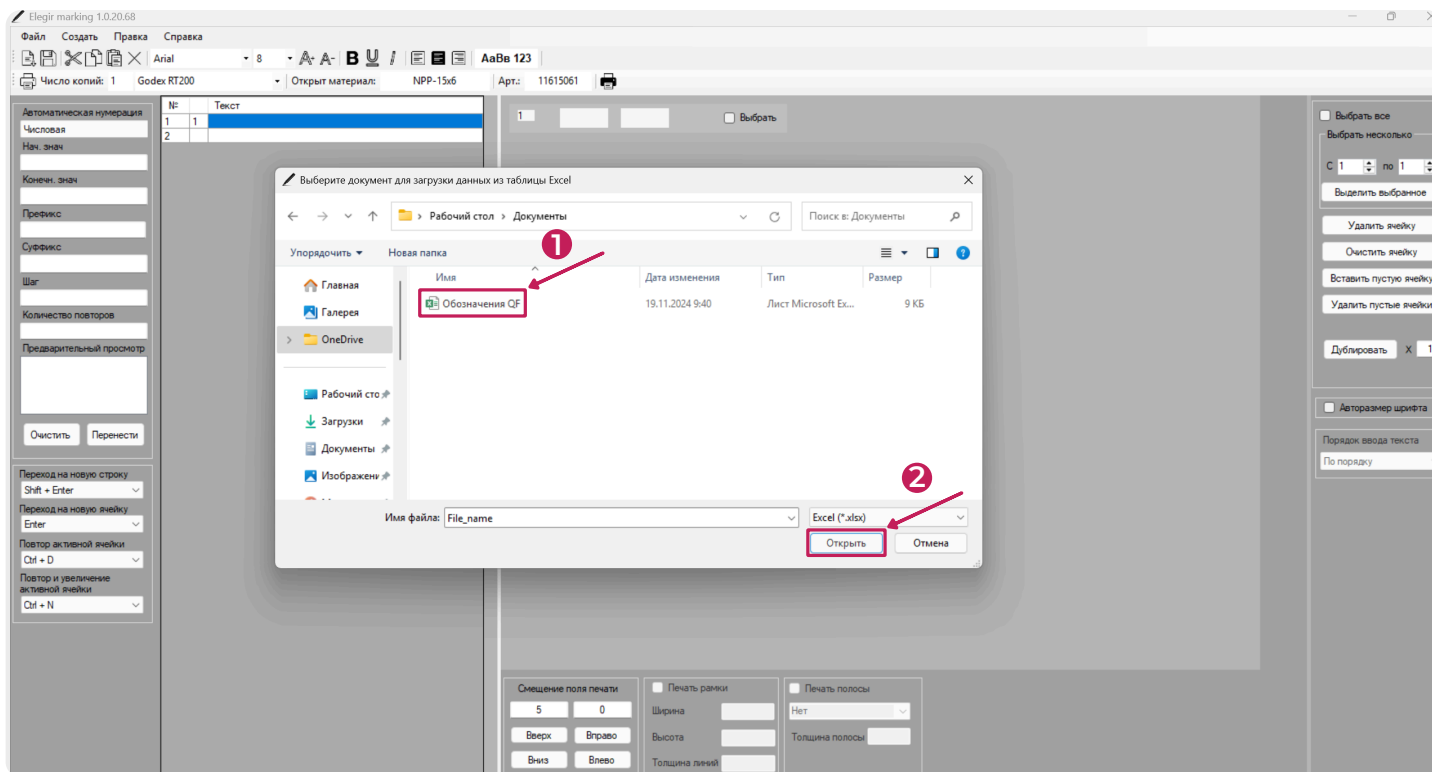 Elegir marking 1.0.20.68
Файл Создать Правка Справка
Arial 8 A+ A- B U I AaBв 123
Число копий: 1 Godex RT200 Открыт материал: NPP-15x6 Арт.: 11615061
Автоматическая нумерация
Числовая
Нач. знач
Конечн. знач
Префикс
Суффикс
Шаг
Количество повторов
Предварительный просмотр
Очистить Перенести
Переход на новую строку
Shift + Enter
Переход на новую ячейку
Enter
Повтор активной ячейки
Ctrl + D
Повтор и увеличение
активной ячейки
Ctrl + N
№ Текст
1 1
2
1 Выбрать
Выберите документ для загрузки данных из таблицы Excel
Рабочий стол > Документы
Поиск в: Документы
Упорядочить Новая папка
Имя Дата изменения Тип Размер
Обозначения QF 19.11.2024 9:40 Лист Microsoft Ex... 9 КБ
Главная
Галерея
OneDrive
Рабочий сто
Загрузки
Документы
Изображени
1
2
Имя файла: File_name Excel (*.xlsx)
Открыть Отмена
Выбрать все
Выбрать несколько
С 1 по 1
Выделить выбранное
Удалить ячейку
Очистить ячейку
Вставить пустую ячейку
Удалить пустые ячейки
Дублировать X 1
Авторазмер шрифта
Порядок ввода текста
По порядку
Смещение поля печати
5 0
Вверх Вправо
Вниз Влево
Печать рамки
Ширина
Высота
Толщина линий
Печать полосы
Нет
Толщина полосы